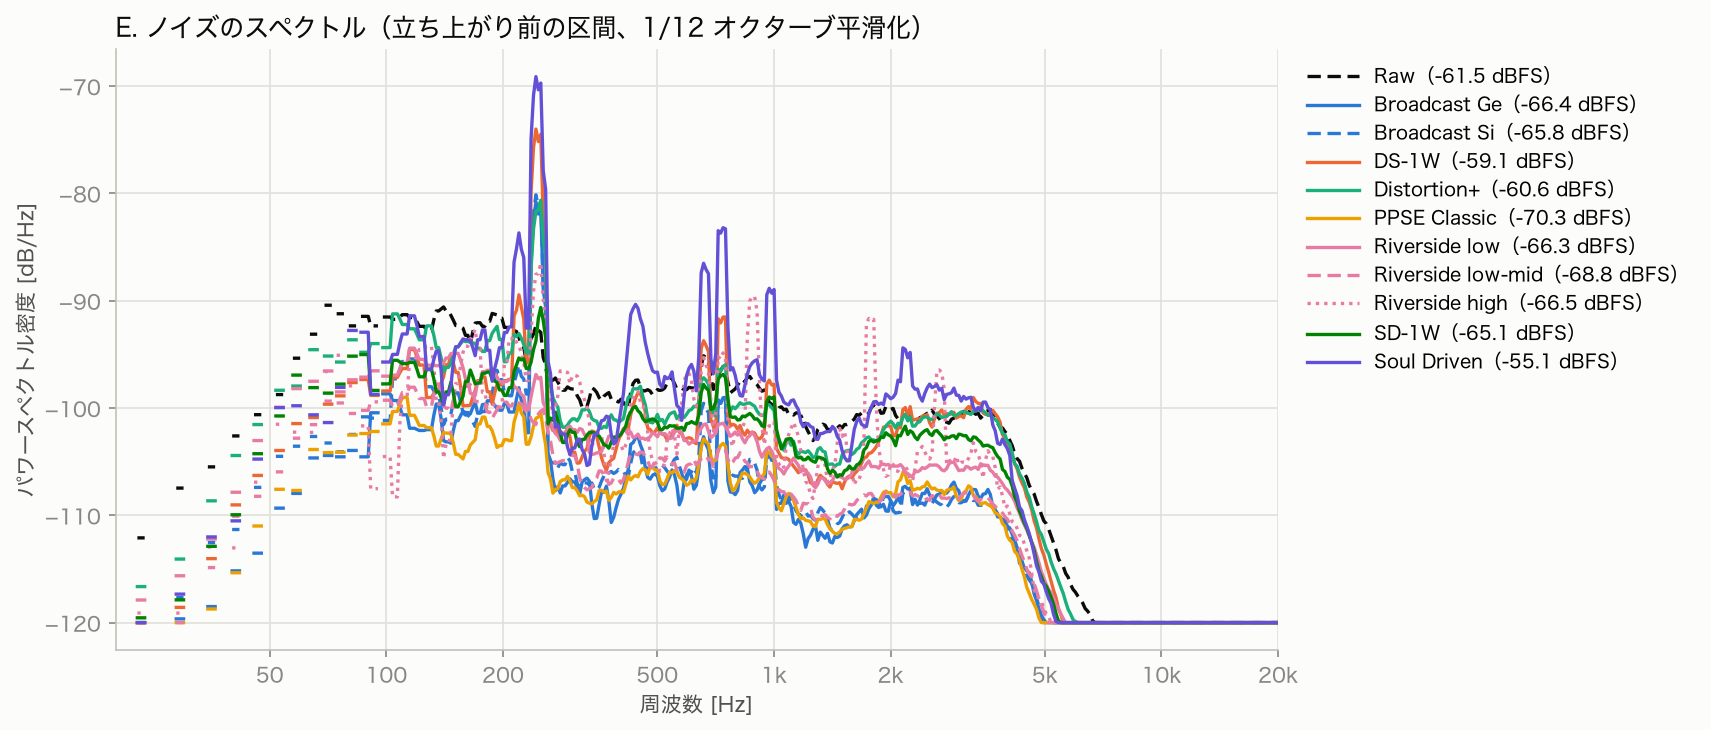 E. ノイズのスペクトル（立ち上がり前の区間、1/12 オクターブ平滑化）
パワースペクトル密度 [dB/Hz]
−70
−80
−90
−100
−110
−120
50 100 200 500 1k 2k 5k 10k 20k
周波数 [Hz]
Raw（-61.5 dBFS）
Broadcast Ge（-66.4 dBFS）
Broadcast Si（-65.8 dBFS）
DS-1W（-59.1 dBFS）
Distortion+（-60.6 dBFS）
PPSE Classic（-70.3 dBFS）
Riverside low（-66.3 dBFS）
Riverside low-mid（-68.8 dBFS）
Riverside high（-66.5 dBFS）
SD-1W（-65.1 dBFS）
Soul Driven（-55.1 dBFS）